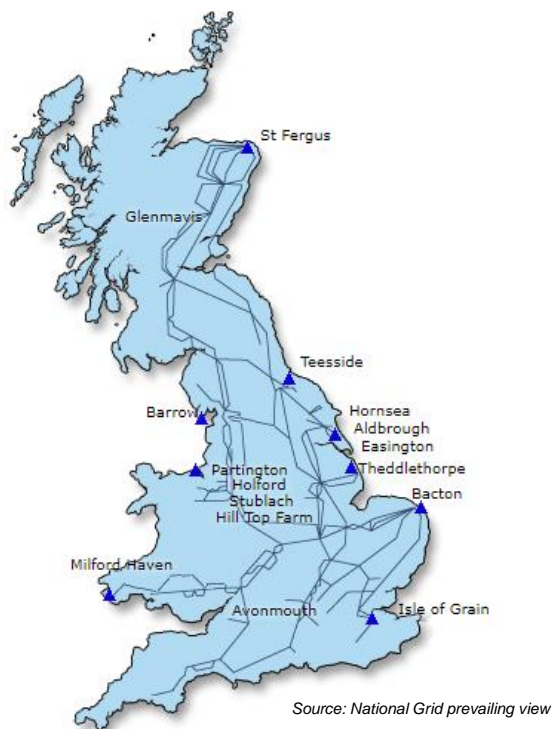 St Fergus
Glenmavis
Teesside
Barrow
Hornsea
Aldbrough
Easington
Partington
Theddlethorpe
Holford
Stublach
Hill Top Farm
Bacton
Milford Haven
Avonmouth
Isle of Grain
Source: National Grid prevailing view